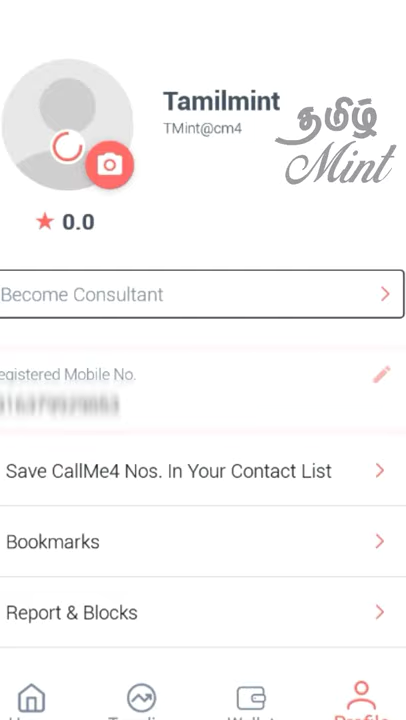 Tamilmint
TMint@cm4
தமிழ்
Mint
0.0
Become Consultant
egistered Mobile No.
Save CallMe4 Nos. In Your Contact List
Bookmarks
Report & Blocks
Profile